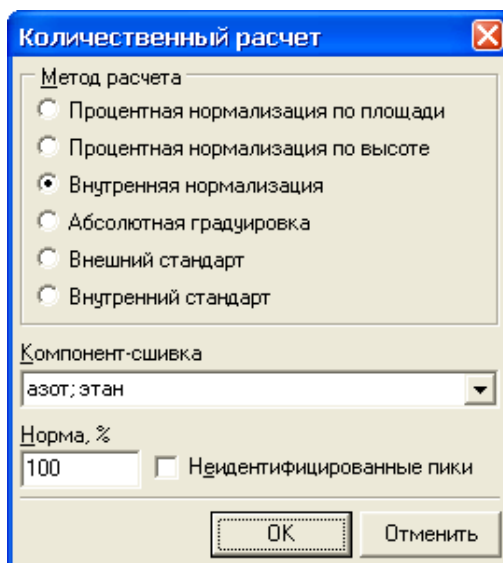 Количественный расчет
Метод расчета
Процентная нормализация по площади
Процентная нормализация по высоте
Внутренняя нормализация
Абсолютная градуировка
Внешний стандарт
Внутренний стандарт
Компонент-сшивка
азот; этан
Норма, %
100 Неидентифицированные пики
OK Отменить